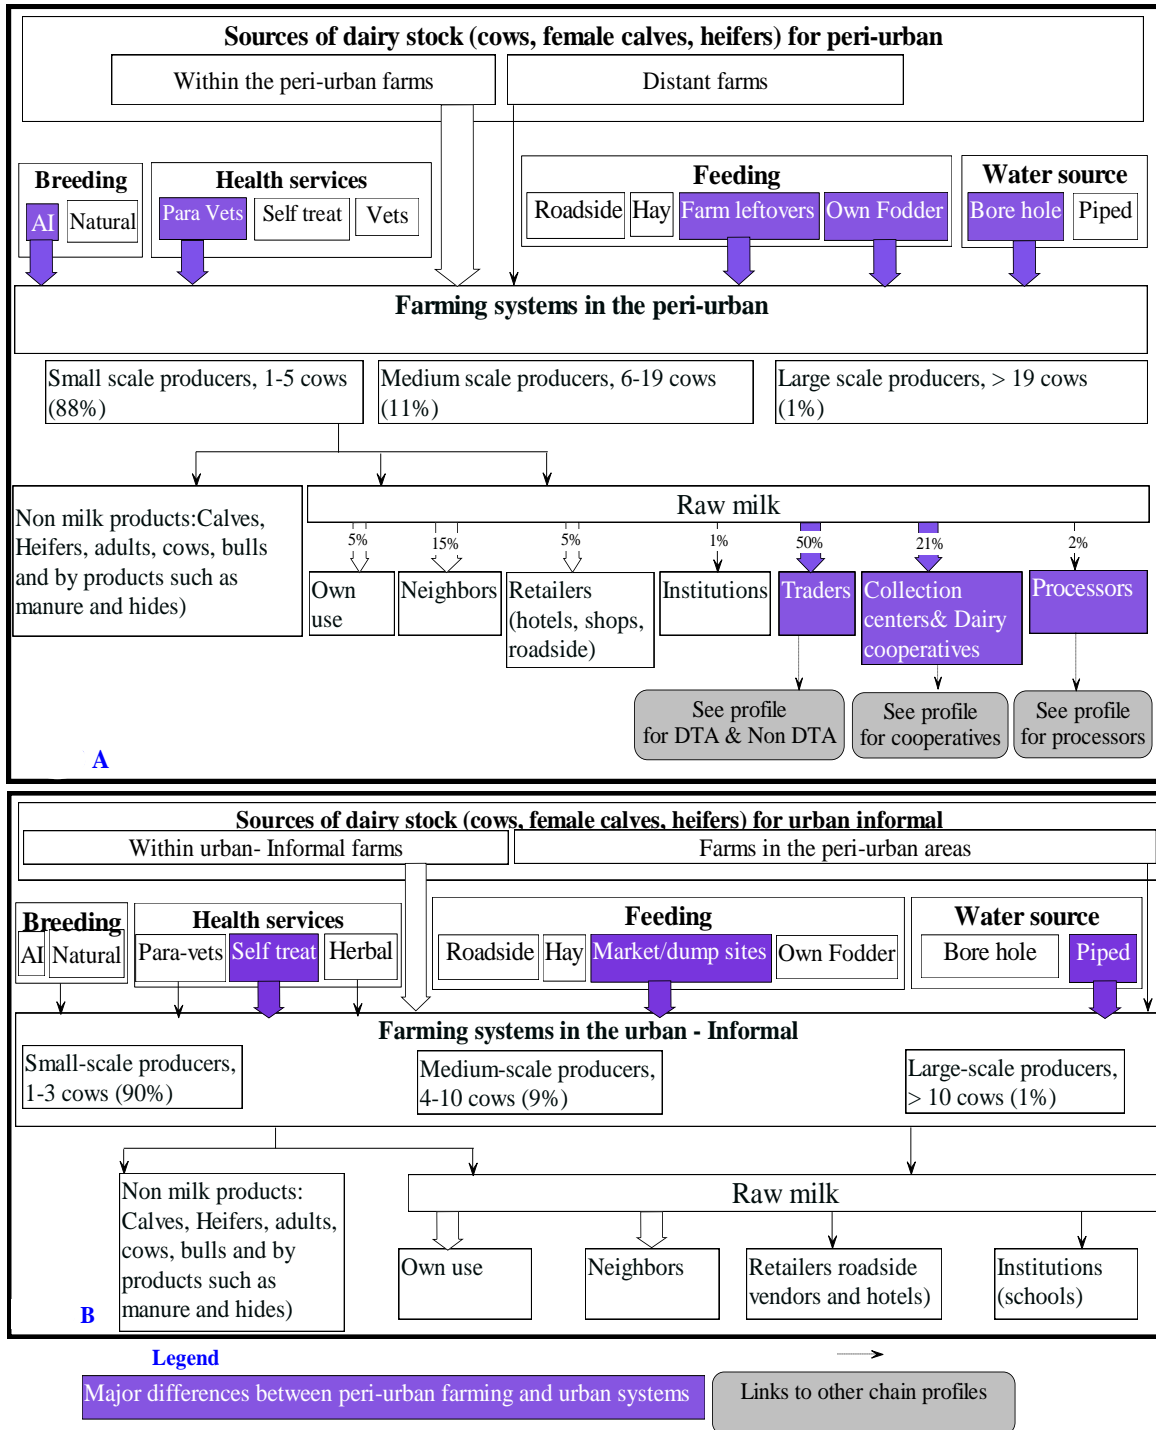 Sources of dairy stock (cows, female calves, heifers) for peri-urban
Within the peri-urban farms
Distant farms
Breeding
AI
Natural
Health services
Para Vets
Self treat
Vets
Feeding
Roadside
Hay
Farm leftovers
Own Fodder
Water source
Bore hole
Piped
Farming systems in the peri-urban
Small scale producers, 1-5 cows
(88%)
Medium scale producers, 6-19 cows
(11%)
Large scale producers, > 19 cows
(1%)
Non milk products:Calves,
Heifers, adults, cows, bulls
and by products such as
manure and hides)
Raw milk
5%
15%
5%
1%
50%
21%
2%
Own
use
Neighbors
Retailers
(hotels, shops,
roadside)
Institutions
Traders
Collection
centers& Dairy
cooperatives
Processors
See profile
for DTA & Non DTA
See profile
for cooperatives
See profile
for processors
A
Sources of dairy stock (cows, female calves, heifers) for urban informal
Within urban- Informal farms
Farms in the peri-urban areas
Breeding
AI
Natural
Health services
Para-vets
Self treat
Herbal
Feeding
Roadside
Hay
Market/dump sites
Own Fodder
Water source
Bore hole
Piped
Farming systems in the urban - Informal
Small-scale producers,
1-3 cows (90%)
Medium-scale producers,
4-10 cows (9%)
Large-scale producers,
> 10 cows (1%)
Non milk products:
Calves, Heifers, adults,
cows, bulls and by
products such as
manure and hides)
Raw milk
Own use
Neighbors
Retailers roadside
vendors and hotels)
Institutions
(schools)
B
Legend
Major differences between peri-urban farming and urban systems
Links to other chain profiles